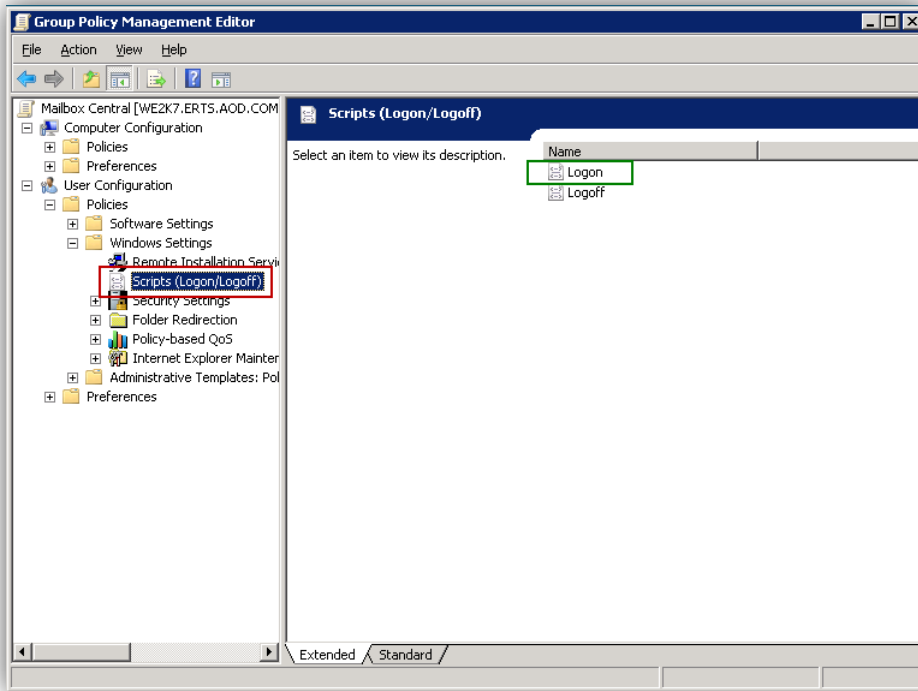 Group Policy Management Editor
File Action View Help
Mailbox Central [WE2K7.ERTS.AOD.COM
Computer Configuration
Policies
Preferences
User Configuration
Policies
Software Settings
Windows Settings
Remote Installation Servi
Scripts (Logon/Logoff)
Security Settings
Folder Redirection
Policy-based QoS
Internet Explorer Mainter
Administrative Templates: Pol
Preferences
Scripts (Logon/Logoff)
Select an item to view its description.
Name
Logon
Logoff
Extended Standard